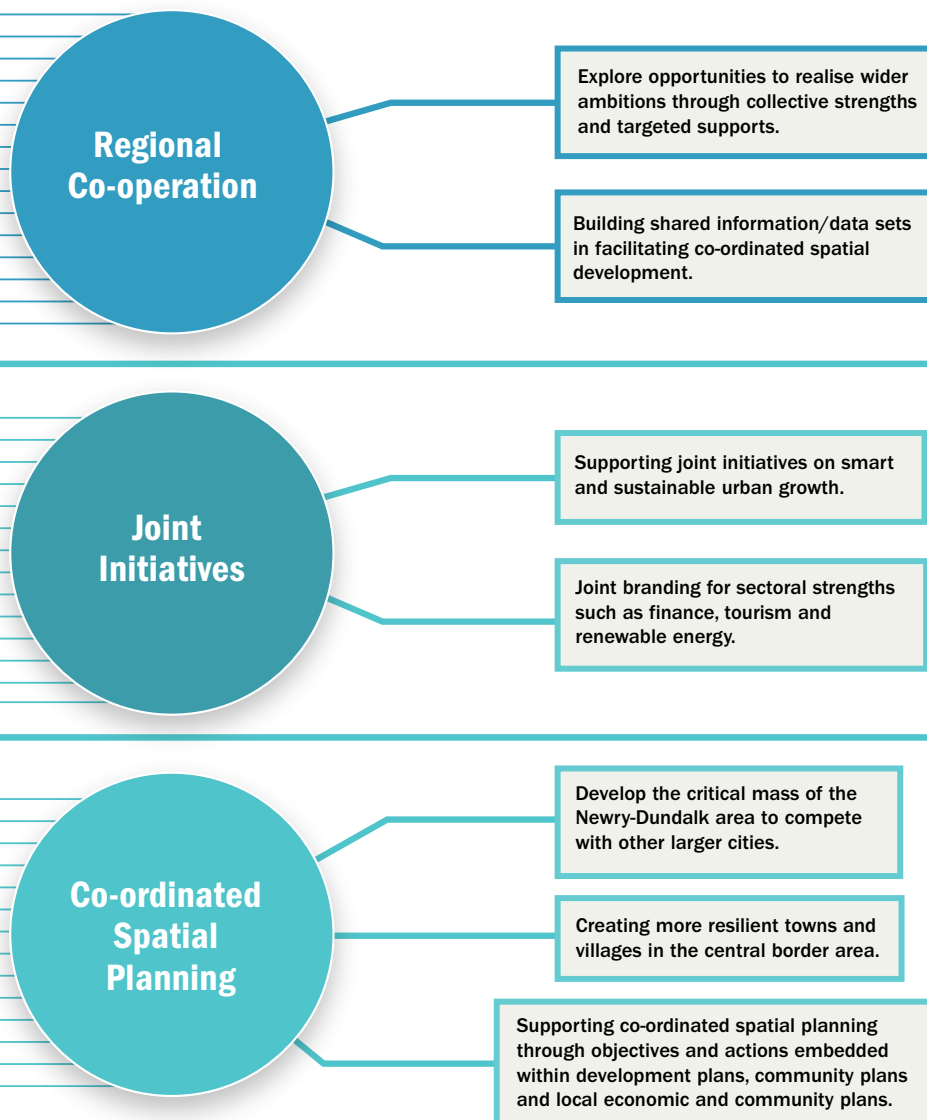 Regional
Co-operation
Explore opportunities to realise wider
ambitions through collective strengths
and targeted supports.
Building shared information/data sets
in facilitating co-ordinated spatial
development.
Joint
Initiatives
Supporting joint initiatives on smart
and sustainable urban growth.
Joint branding for sectoral strengths
such as finance, tourism and
renewable energy.
Co-ordinated
Spatial
Planning
Develop the critical mass of the
Newry-Dundalk area to compete
with other larger cities.
Creating more resilient towns and
villages in the central border area.
Supporting co-ordinated spatial planning
through objectives and actions embedded
within development plans, community plans
and local economic and community plans.